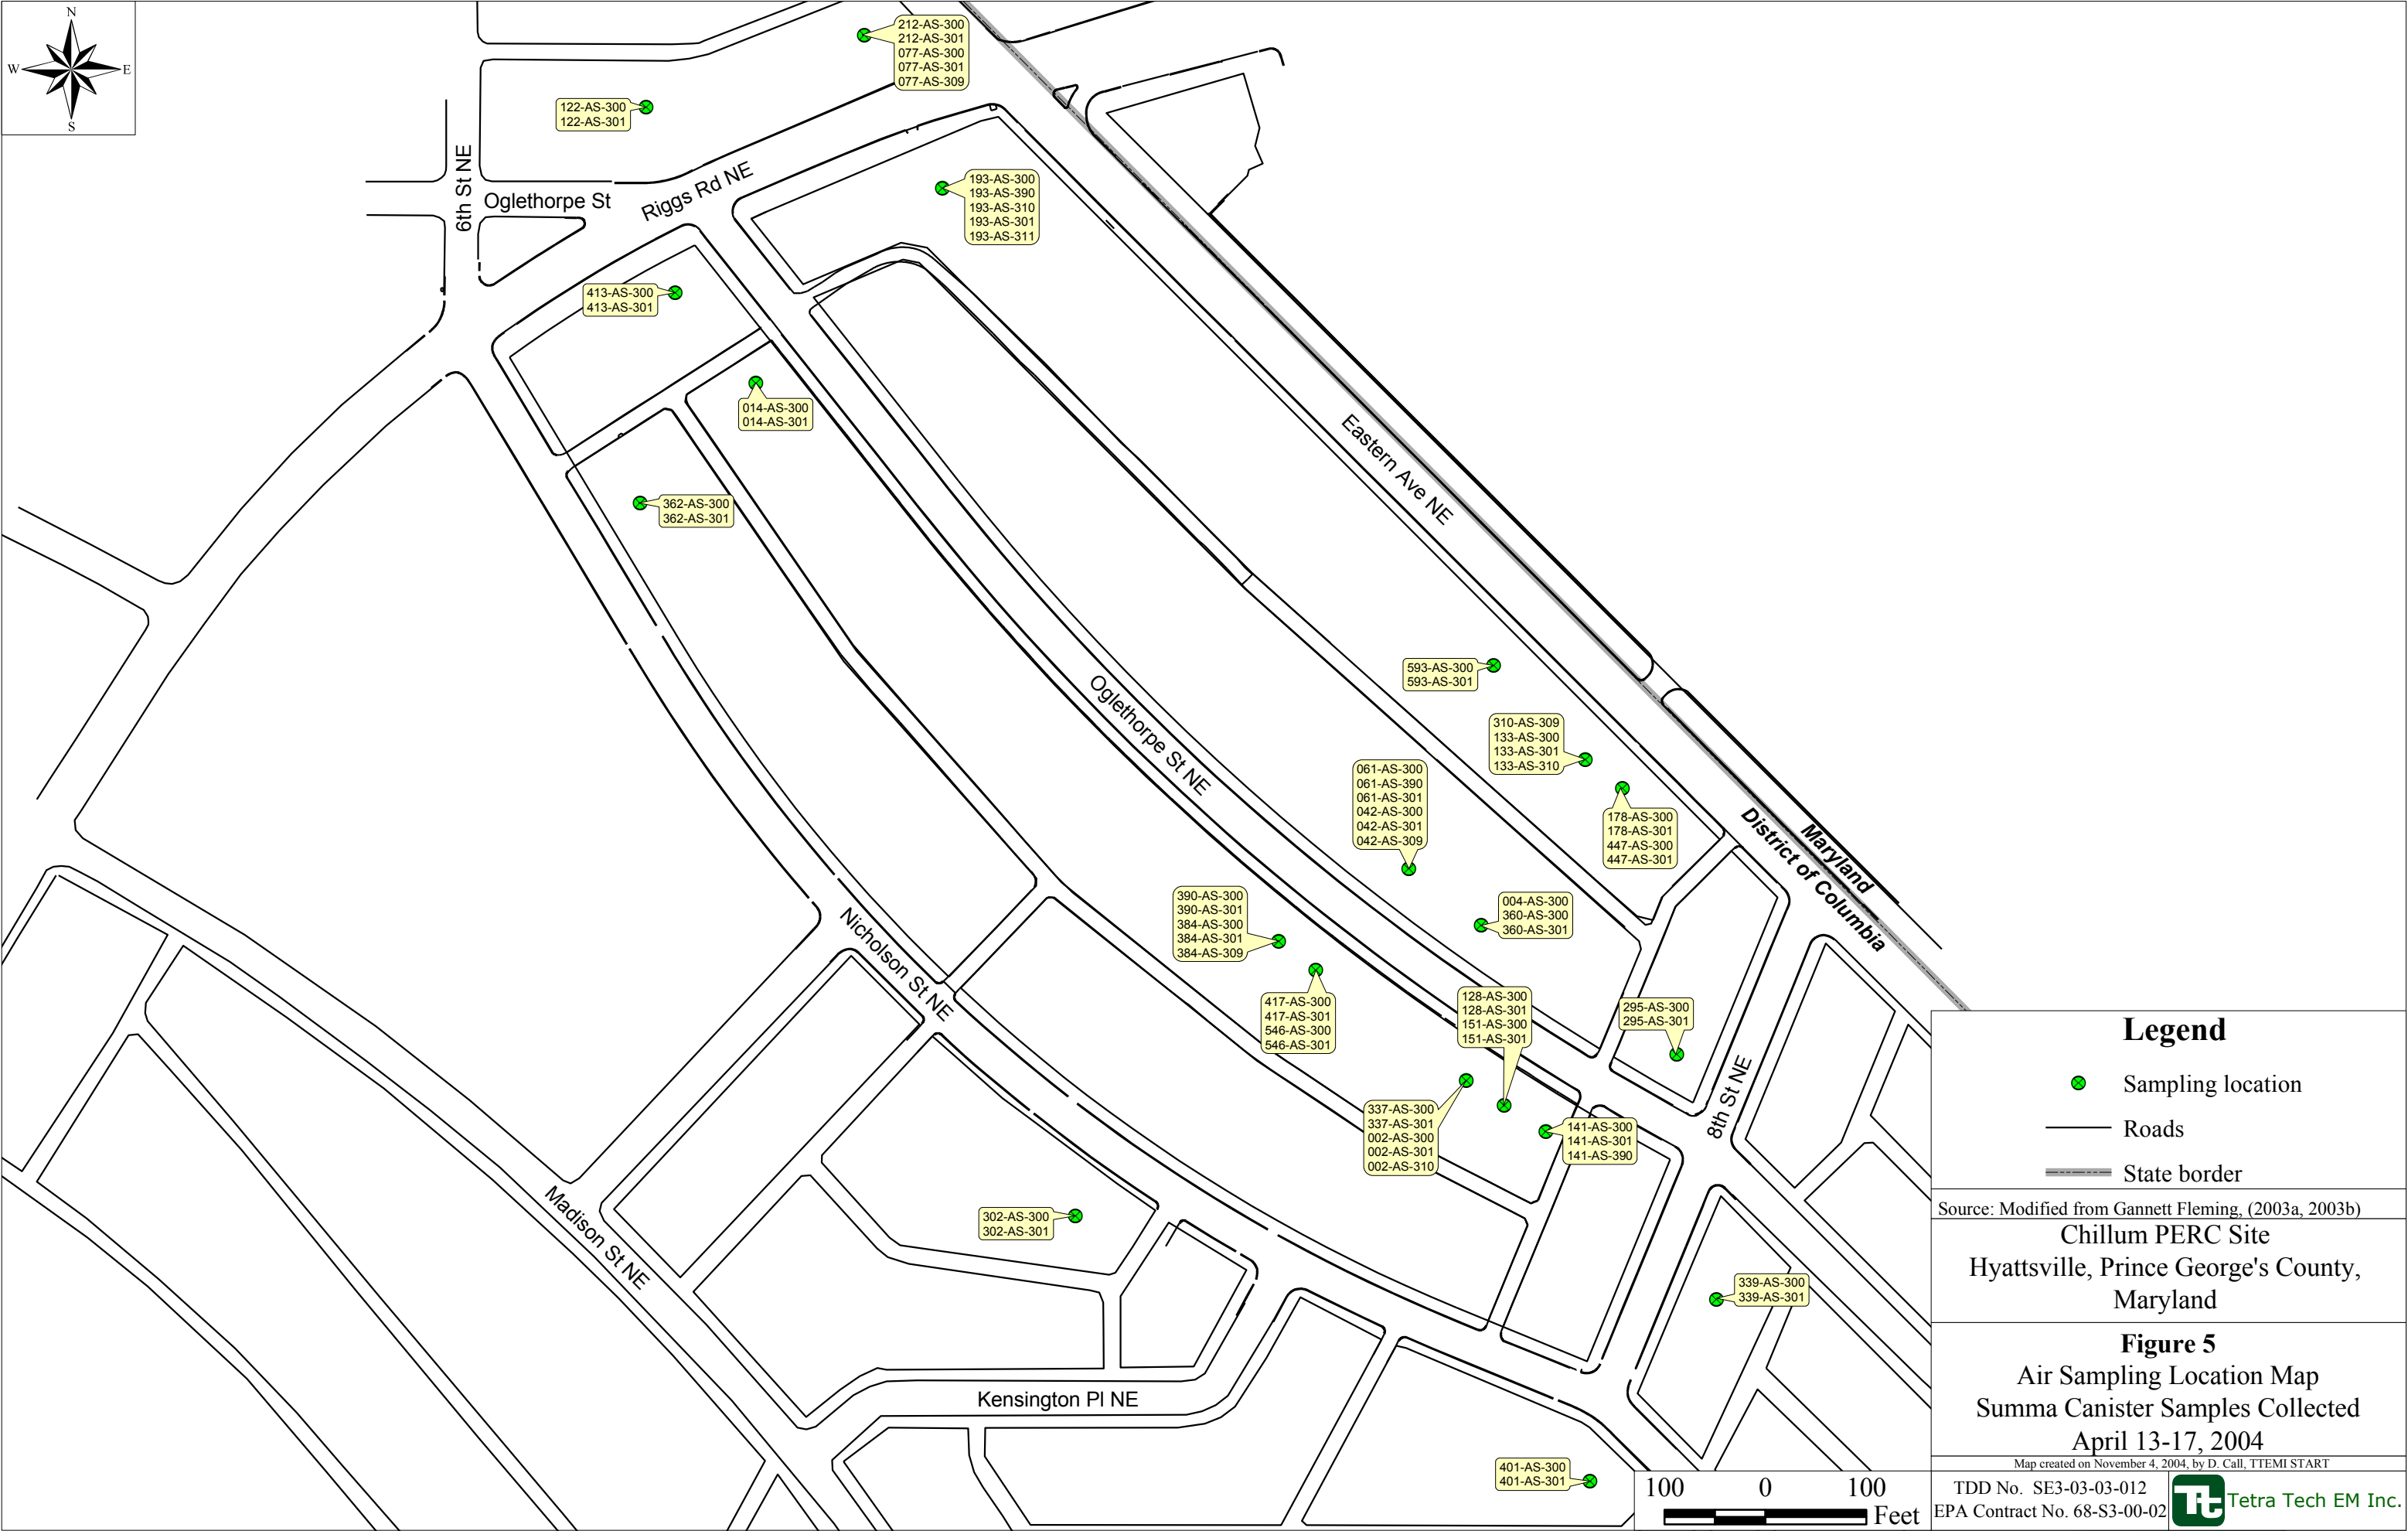 N
W
E
S
212-AS-300
212-AS-301
077-AS-300
077-AS-301
077-AS-309
122-AS-300
122-AS-301
6th St NE
Oglethorpe St
Riggs Rd NE
193-AS-300
193-AS-390
193-AS-310
193-AS-301
193-AS-311
413-AS-300
413-AS-301
014-AS-300
014-AS-301
362-AS-300
362-AS-301
Eastern Ave NE
593-AS-300
593-AS-301
Oglethorpe St NE
310-AS-309
133-AS-300
133-AS-301
133-AS-310
061-AS-300
061-AS-390
061-AS-301
042-AS-300
042-AS-301
042-AS-309
178-AS-300
178-AS-301
447-AS-300
447-AS-301
Maryland
District of Columbia
390-AS-300
390-AS-301
384-AS-300
384-AS-301
384-AS-309
004-AS-300
360-AS-300
360-AS-301
Nicholson St NE
417-AS-300
417-AS-301
546-AS-300
546-AS-301
128-AS-300
128-AS-301
151-AS-300
151-AS-301
295-AS-300
295-AS-301
8th St NE
337-AS-300
337-AS-301
002-AS-300
002-AS-301
002-AS-310
141-AS-300
141-AS-301
141-AS-390
Madison St NE
302-AS-300
302-AS-301
339-AS-300
339-AS-301
Kensington Pl NE
401-AS-300
401-AS-301
100 0 100
Feet
Legend
Sampling location
Roads
State border
Source: Modified from Gannett Fleming, (2003a, 2003b)
Chillum PERC Site
Hyattsville, Prince George's County,
Maryland
Figure 5
Air Sampling Location Map
Summa Canister Samples Collected
April 13-17, 2004
Map created on November 4, 2004, by D. Call, TTEMI START
TDD No. SE3-03-03-012
EPA Contract No. 68-S3-00-02
Tt
Tetra Tech EM Inc.